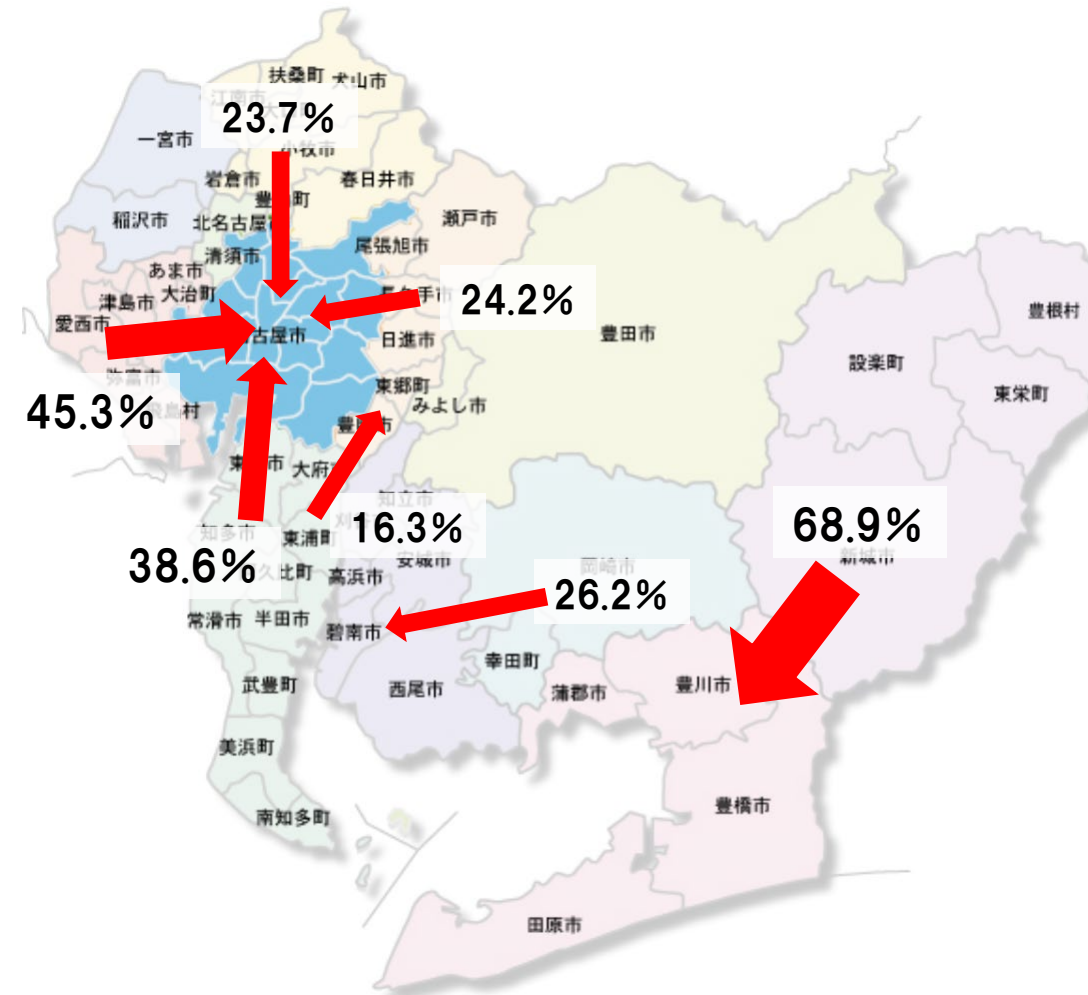 扶桑町
犬山市
江南市
23.7%
一宮市
小牧市
岩倉市
春日井市
稲沢市
北名古屋
瀬戸市
清須市
尾張旭市
あま市
大治町
津島市
愛西市
24.2%
豊田市
豊根村
古屋市
日進市
設楽町
弥富市
東郷町
みよし市
東栄町
45.3%
島村
大府
知立市
68.9%
知多市
東浦町
16.3%
新城市
38.6%
比町
安城市
岡崎市
高浜市
26.2%
常滑市
半田市
碧南市
幸田町
武豊町
西尾市
蒲郡市
豊川市
美浜町
豊橋市
南知多町
田原市